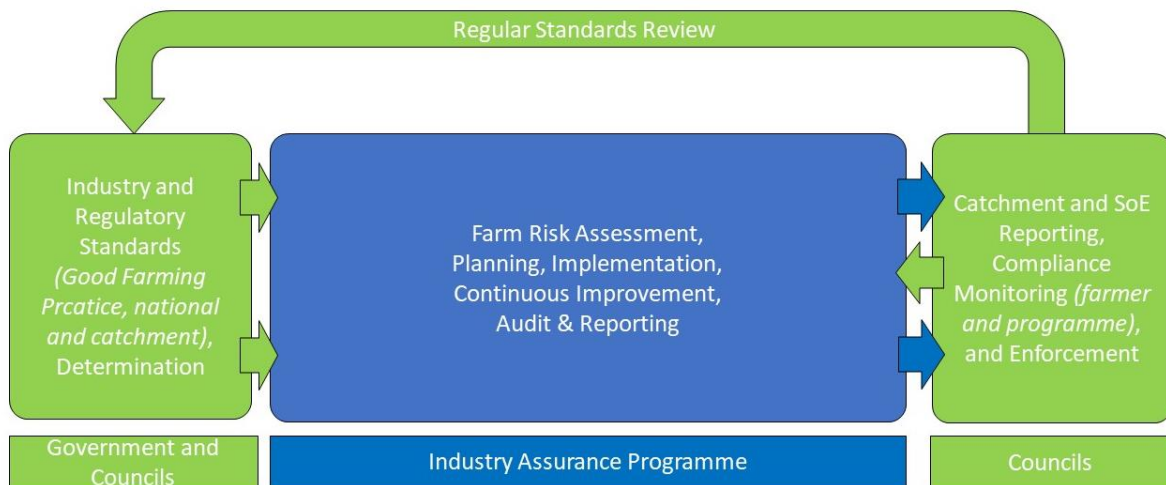 Regular Standards Review
Industry and
Regulatory
Standards
(Good Farming
Prcatice, national
and catchment),
Determination
Farm Risk Assessment,
Planning, Implementation,
Continuous Improvement,
Audit & Reporting
Catchment and SoE
Reporting,
Compliance
Monitoring (farmer
and programme),
and Enforcement
Government and
Councils
Industry Assurance Programme
Councils